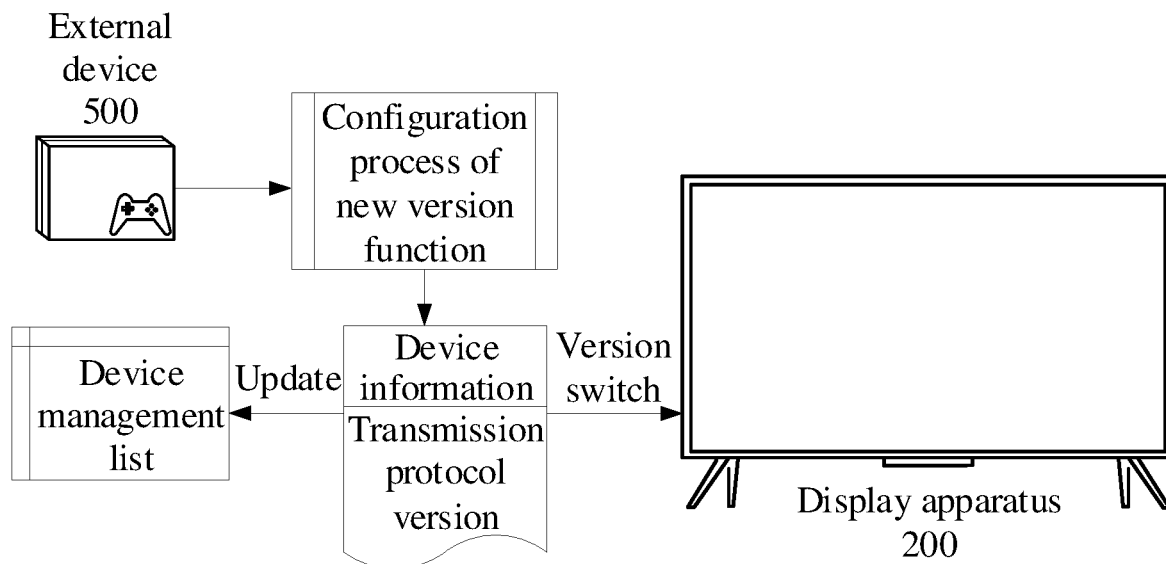 External
device
500
Configuration
process of
new version
function
Device
management
list
Update
Device
information
Transmission
protocol
version
Version
switch
Display apparatus
200